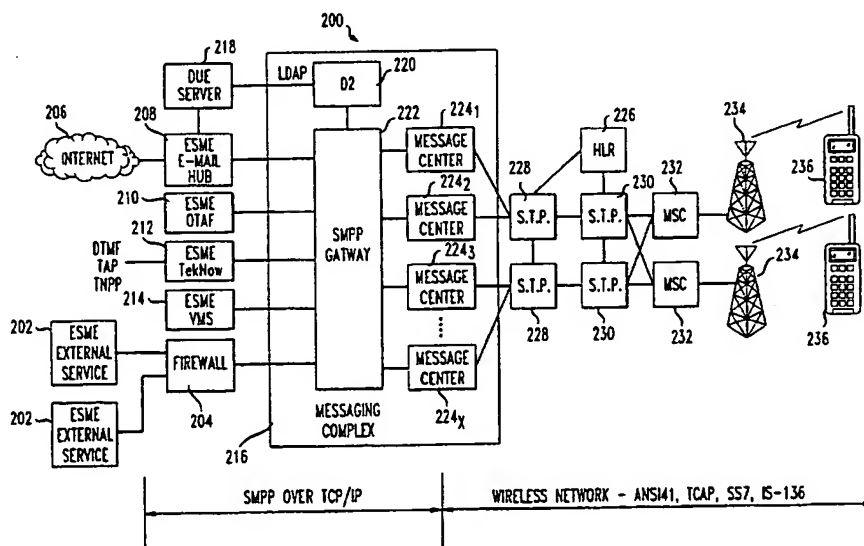 200
218
DUE
SERVER
LDAP
D2
220
222
206
INTERNET
208
ESME
E-MAIL
HUB
210
ESME
OTAF
212
DTMF
TAP
TNPP
ESME
TekNow
214
ESME
VMS
202
ESME
EXTERNAL
SERVICE
202
ESME
EXTERNAL
SERVICE
FIREWALL
204
SMPP
GATWAY
224₁
MESSAGE
CENTER
224₂
MESSAGE
CENTER
224₃
MESSAGE
CENTER
MESSAGE
CENTER
224ₓ
MESSAGING
COMPLEX
216
226
HLR
228
S.T.P.
230
S.T.P.
232
MSC
234
236
S.T.P.
228
S.T.P.
230
MSC
232
234
236
SMPP OVER TCP/IP
WIRELESS NETWORK - ANSI41, TCAP, SS7, IS-136